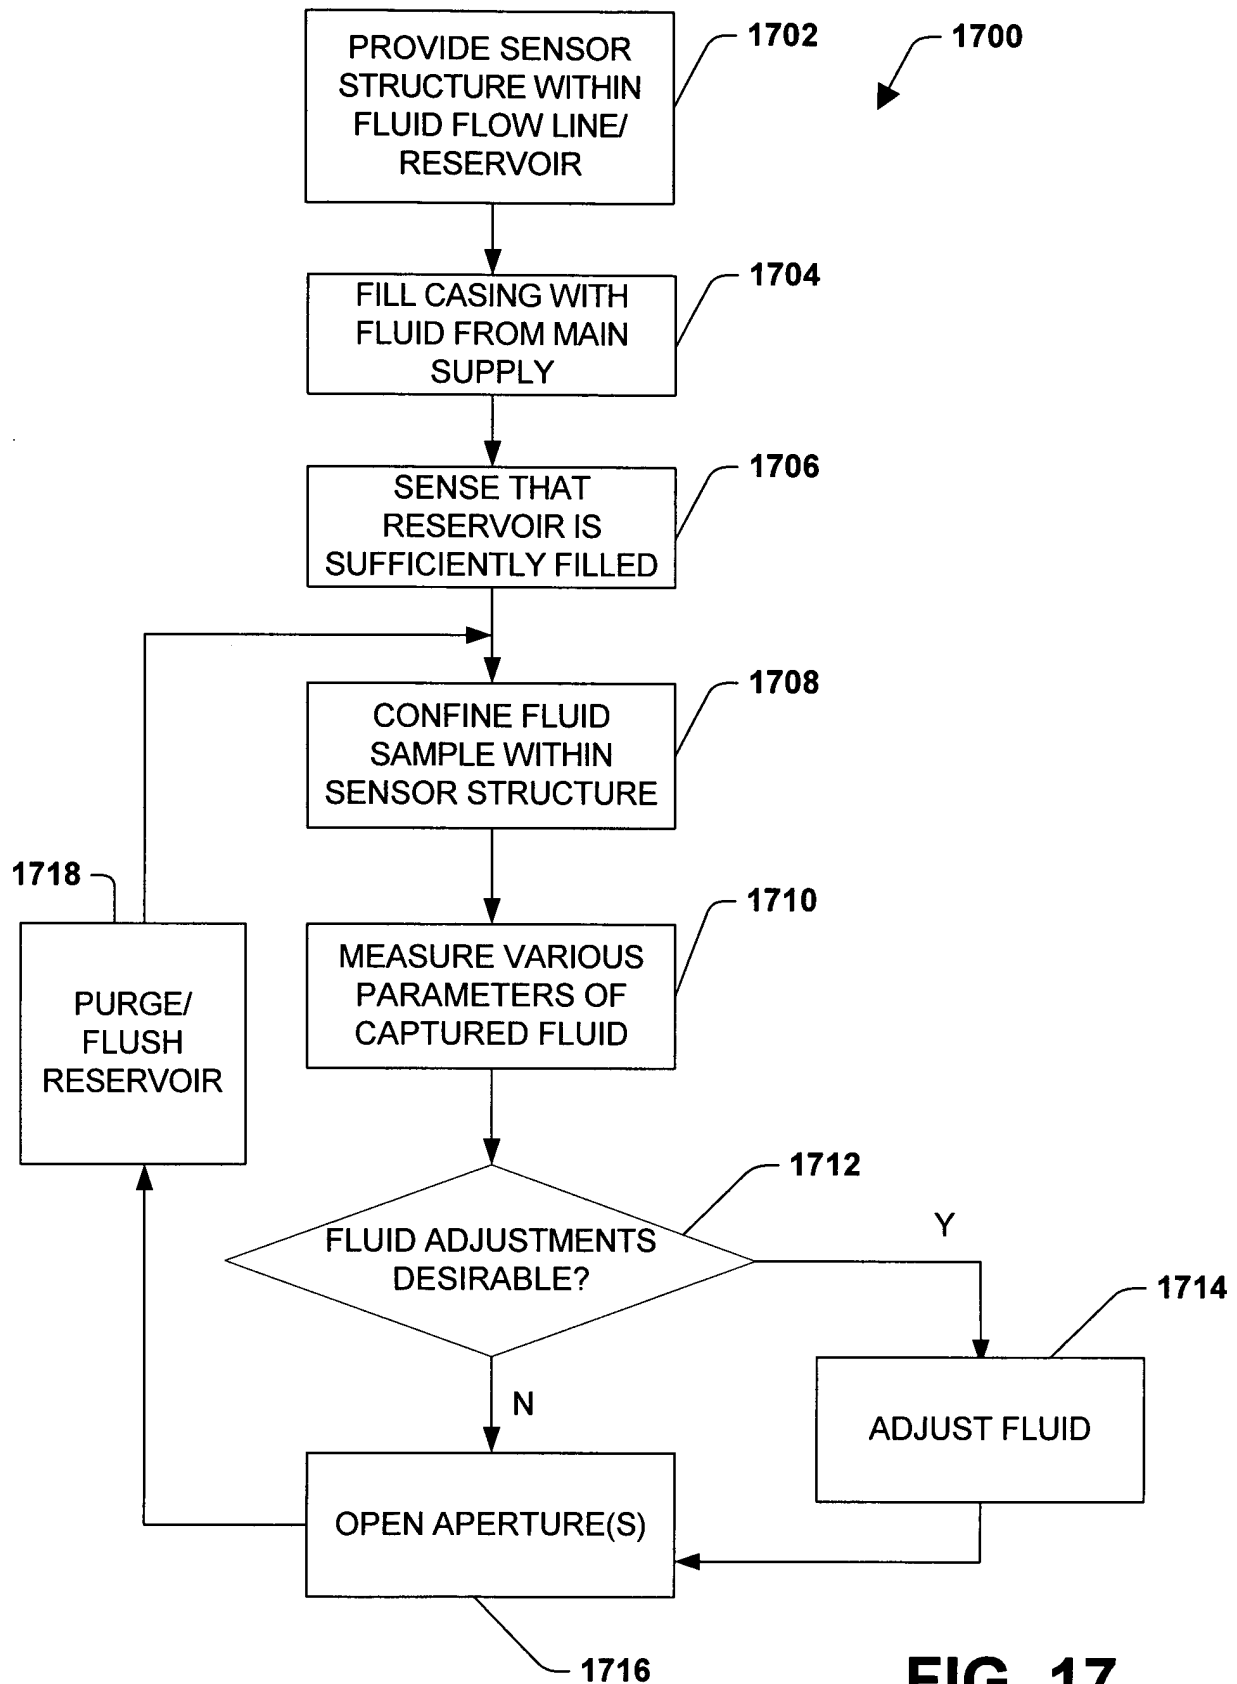 PROVIDE SENSOR
STRUCTURE WITHIN
FLUID FLOW LINE/
RESERVOIR
1702
1700
FILL CASING WITH
FLUID FROM MAIN
SUPPLY
1704
SENSE THAT
RESERVOIR IS
SUFFICIENTLY FILLED
1706
CONFINE FLUID
SAMPLE WITHIN
SENSOR STRUCTURE
1708
1718
PURGE/
FLUSH
RESERVOIR
MEASURE VARIOUS
PARAMETERS OF
CAPTURED FLUID
1710
FLUID ADJUSTMENTS
DESIRABLE?
1712
Y
N
ADJUST FLUID
1714
OPEN APERTURE(S)
1716
FIG. 17